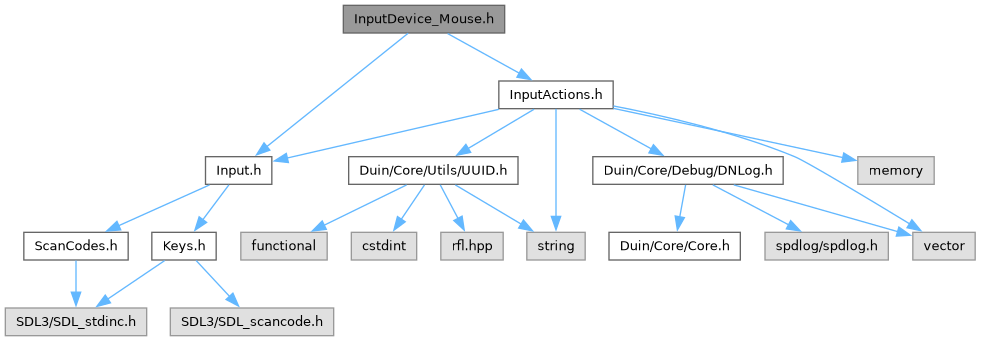 InputDevice_Mouse.h
InputActions.h
Input.h
Duin/Core/Utils/UUID.h
Duin/Core/Debug/DNLog.h
memory
ScanCodes.h
Keys.h
functional
cstdint
rfl.hpp
string
Duin/Core/Core.h
spdlog/spdlog.h
vector
SDL3/SDL_stdinc.h
SDL3/SDL_scancode.h